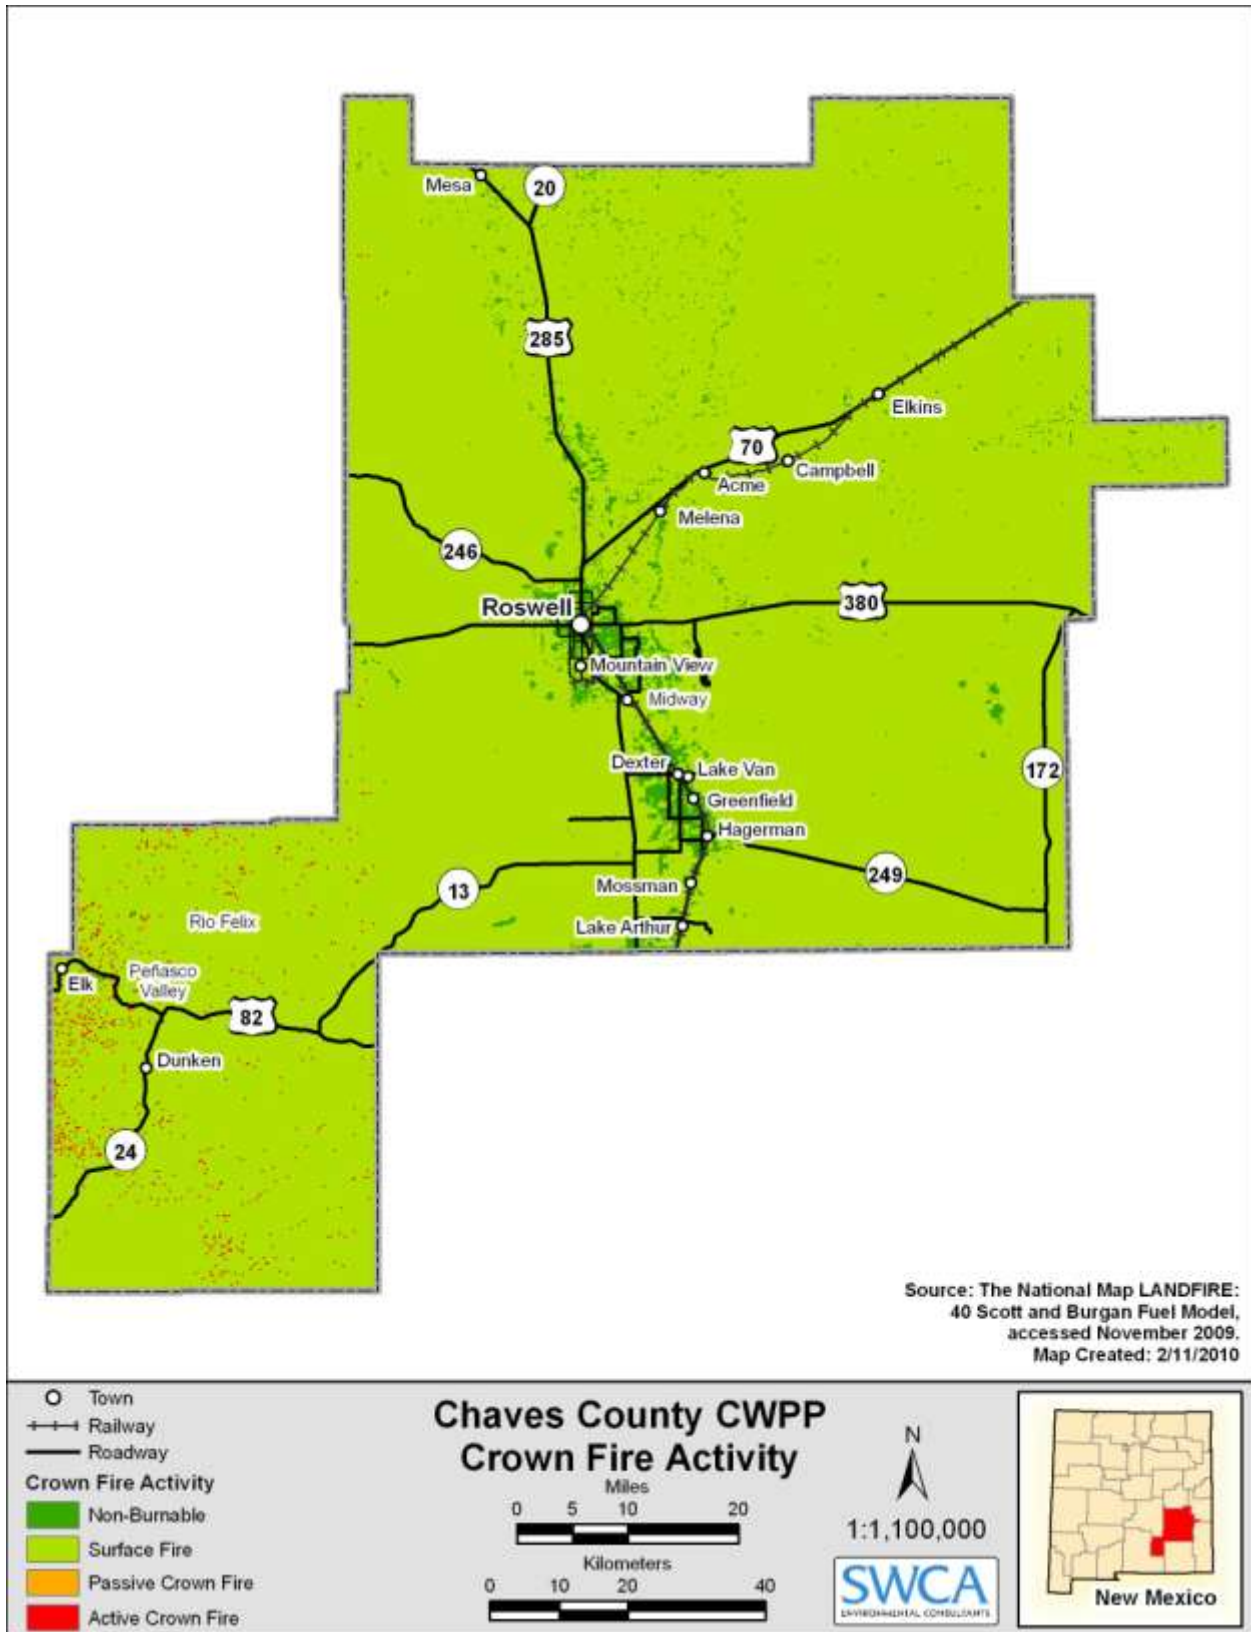 Mesa
20
285
Elkins
70
Campbell
Acme
Melena
246
Roswell
380
Mountain View
Midway
Dexter
Lake Van
172
Greenfield
Hagerman
249
13
Mossman
Rio Felix
Lake Arthur
Peñasco
Valley
Elk
82
Dunken
24
Source: The National Map LANDFIRE:
40 Scott and Burgan Fuel Model,
accessed November 2009.
Map Created: 2/11/2010
Town
Railway
Roadway
Crown Fire Activity
Non-Burnable
Surface Fire
Passive Crown Fire
Active Crown Fire
Chaves County CWPP
Crown Fire Activity
Miles
0 5 10 20
Kilometers
0 10 20 40
N
1:1,100,000
SWCA
ENVIRONMENTAL CONSULTANTS
New Mexico